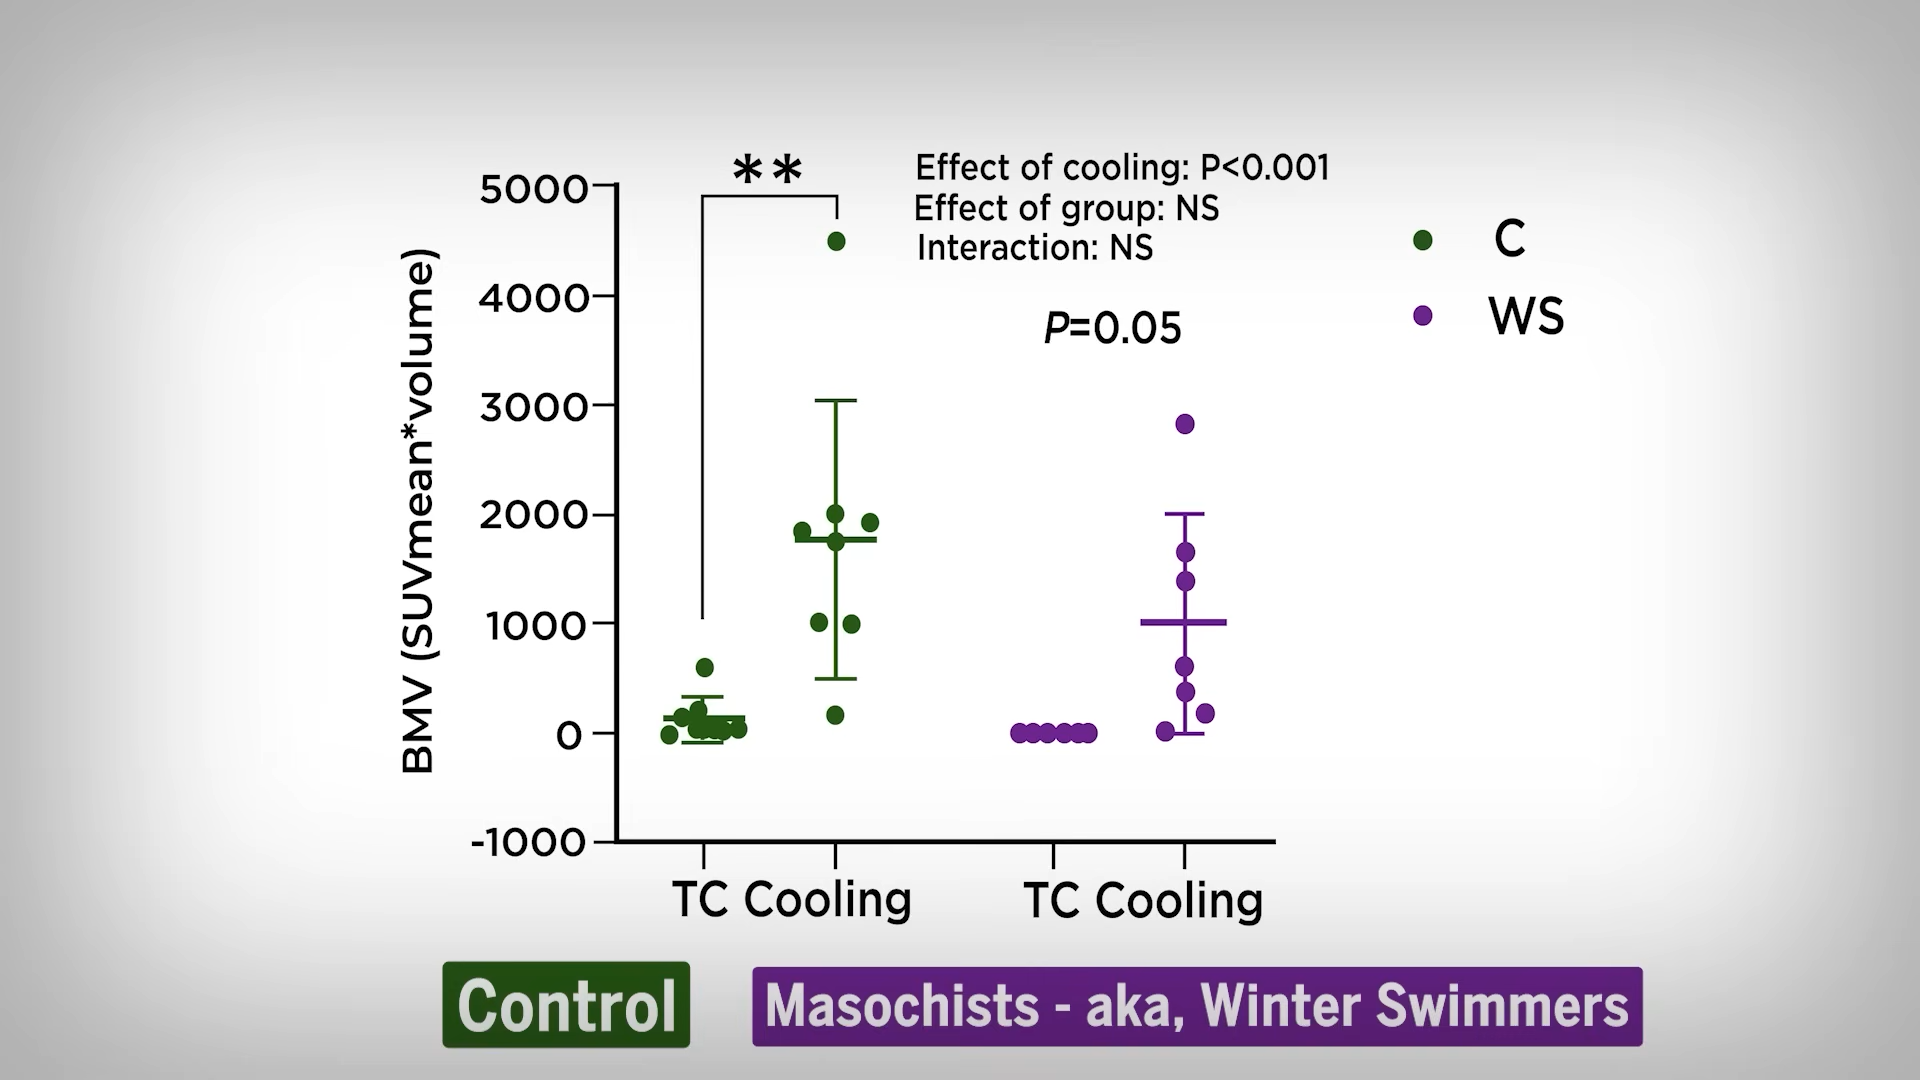 **
Effect of cooling: P<0.001
Effect of group: NS
Interaction: NS
P=0.05
C
WS
BMV (SUVmean*volume)
5000
4000
3000
2000
1000
0
-1000
TC Cooling
TC Cooling
Control
Masochists - aka, Winter Swimmers